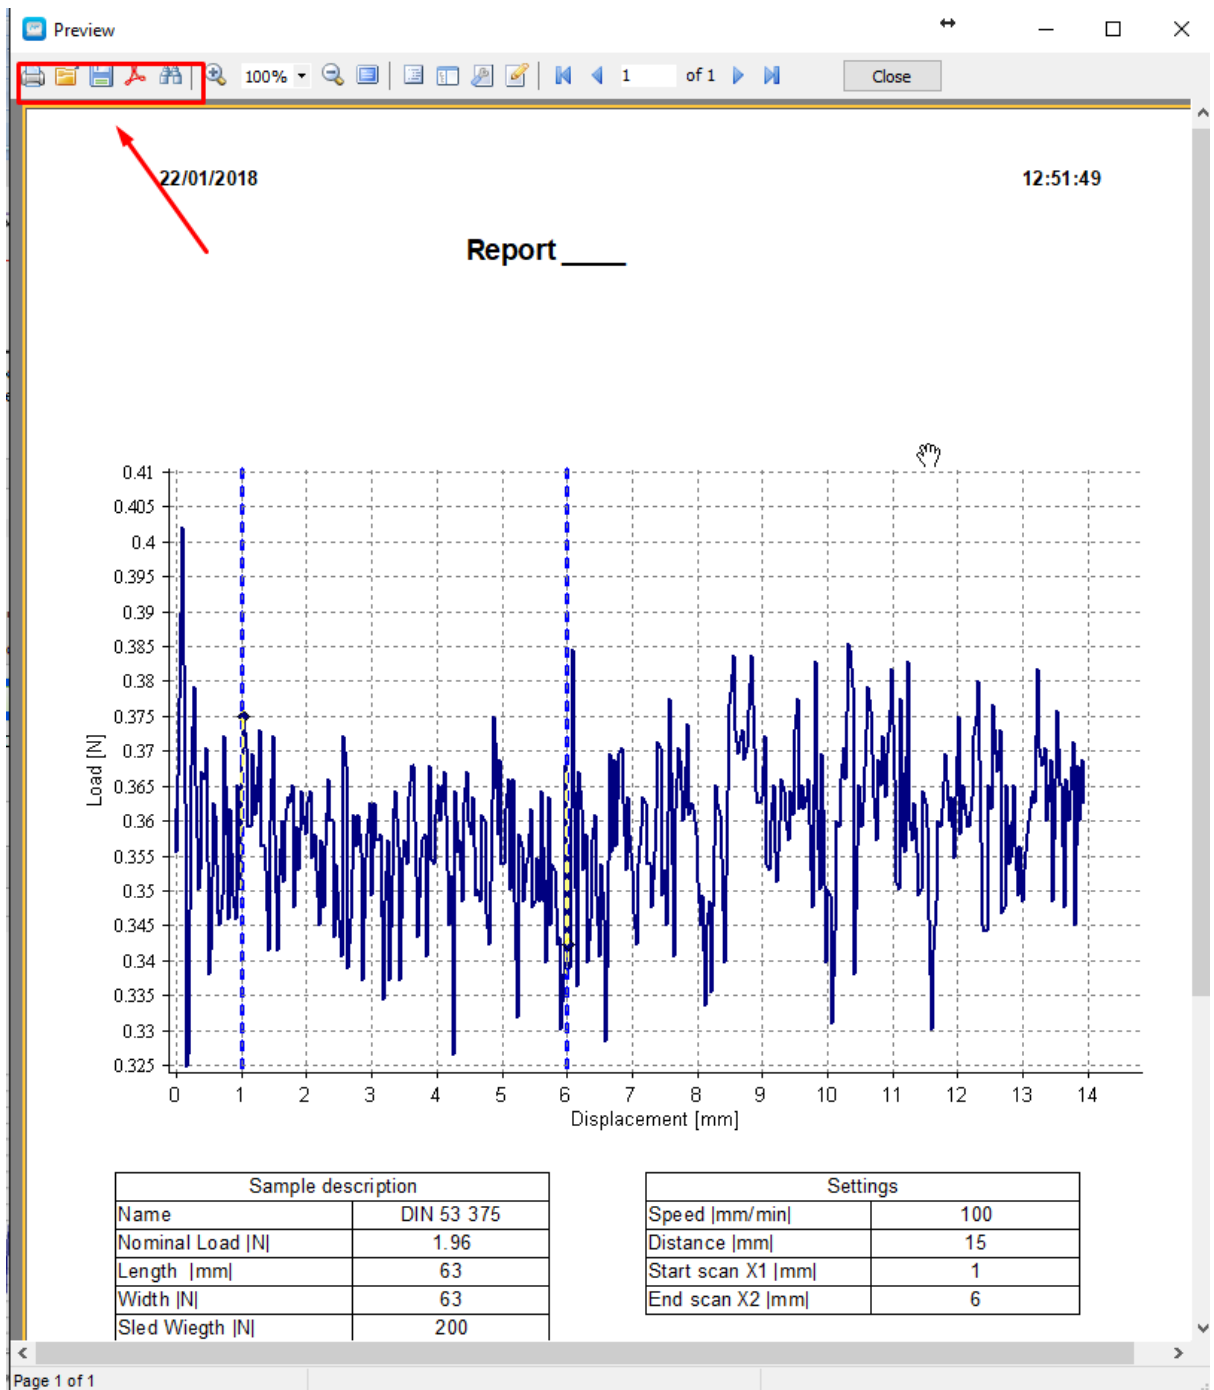 Preview
100%
1 of 1
Close
22/01/2018 12:51:49
Report ____
0.41
0.405
0.4
0.395
0.39
0.385
0.38
0.375
0.37
0.365
0.36
0.355
0.35
0.345
0.34
0.335
0.33
0.325
Load [N]
0 1 2 3 4 5 6 7 8 9 10 11 12 13 14
Displacement [mm]
Sample description
Name DIN 53 375
Nominal Load |N| 1.96
Length |mm| 63
Width |N| 63
Sled Wiegth |N| 200
Settings
Speed |mm/min| 100
Distance |mm| 15
Start scan X1 |mm| 1
End scan X2 |mm| 6
Page 1 of 1